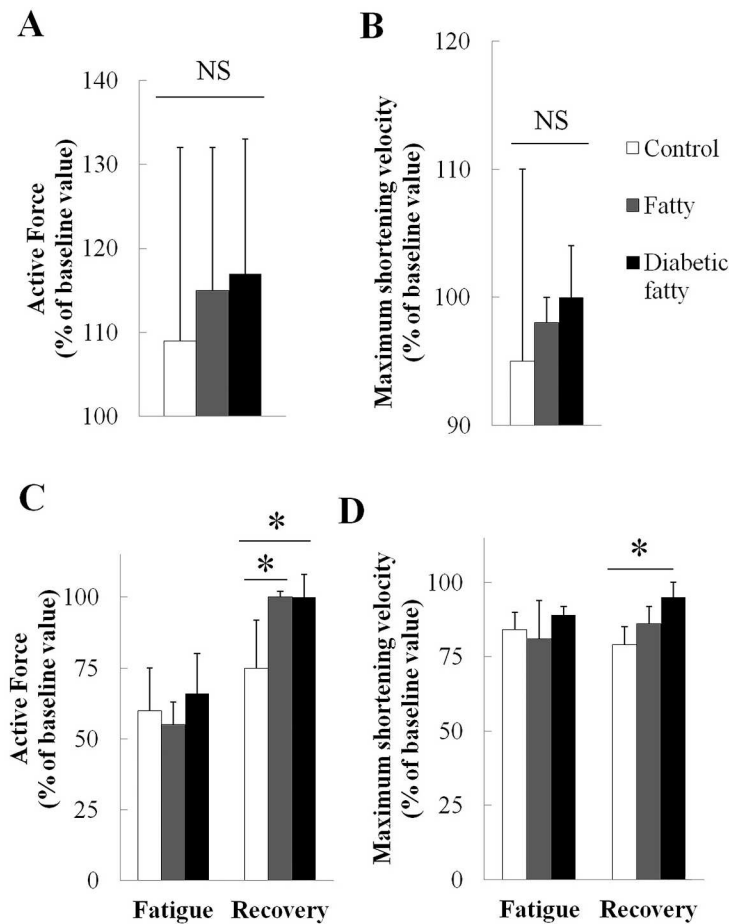 A
Active Force
(% of baseline value)
140
130
120
110
100
NS
B
Maximum shortening velocity
(% of baseline value)
120
110
100
90
NS
Control
Fatty
Diabetic
fatty
C
Active Force
(% of baseline value)
100
75
50
25
0
*
*
Fatigue Recovery
D
Maximum shortening velocity
(% of baseline value)
100
75
50
25
0
*
Fatigue Recovery